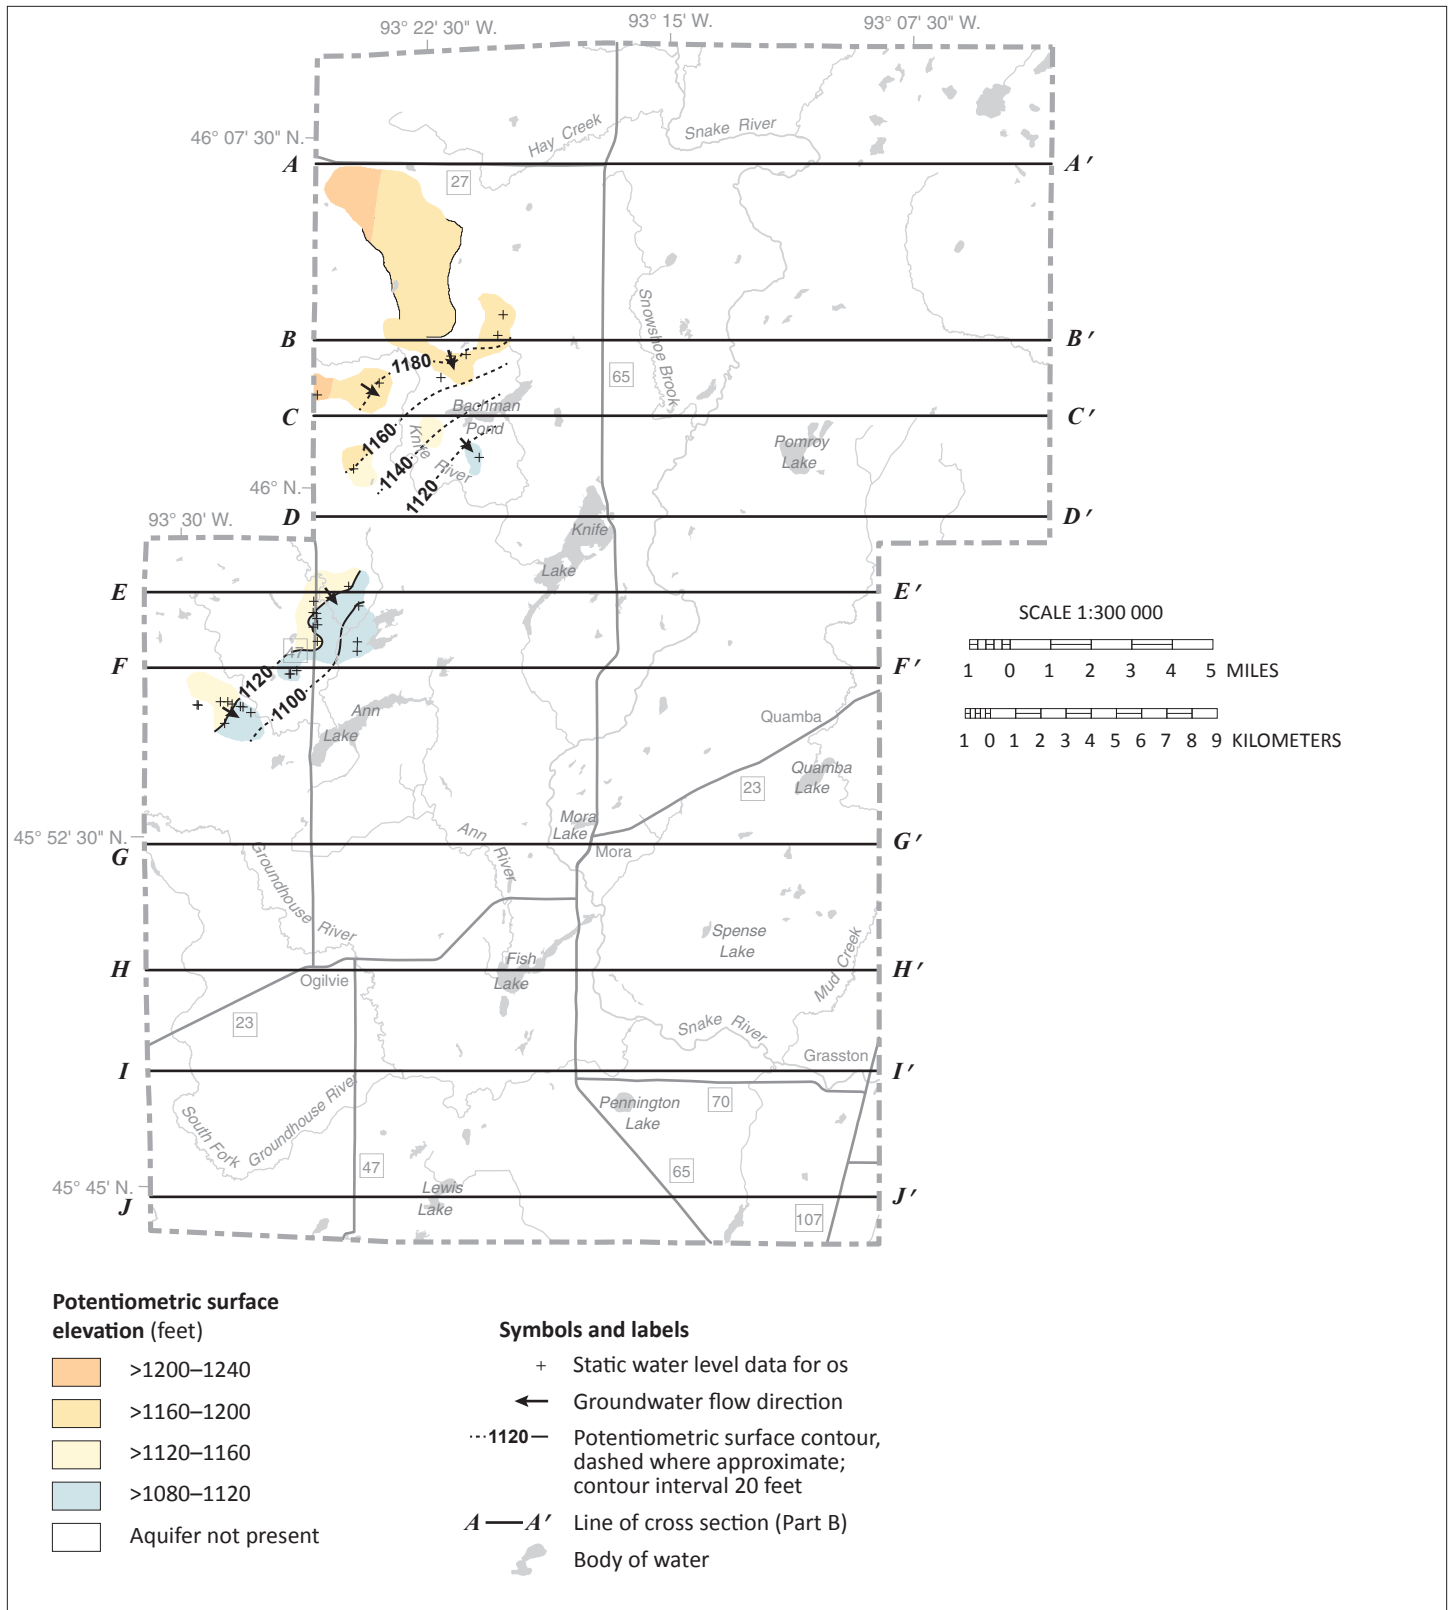 93° 22' 30" W.
93° 15' W.
93° 07' 30" W.
46° 07' 30" N.
Hay Creek
Snake River
A
A′
27
Snowshoe Brook
B
B′
1180
65
Bachman
Pond
C
C′
1160
Knife River
1140
1120
Pomroy
Lake
46° N.
93° 30' W.
D
D′
Knife
Lake
E
E′
SCALE 1:300 000
1 0 1 2 3 4 5 MILES
1 0 1 2 3 4 5 6 7 8 9 KILOMETERS
47
F
F′
1120
1100
Ann
Lake
Quamba
Quamba
Lake
23
Mora
Lake
45° 52' 30" N.
G
G′
Mora
Ann River
Groundhouse River
Spense
Lake
Mud Creek
Fish
Lake
H
H′
Ogilvie
23
Snake River
Grasston
I
I′
Pennington
Lake
70
South Fork
Groundhouse River
47
65
45° 45' N.
Lewis
Lake
J
J′
107
Potentiometric surface
elevation (feet)
>1200–1240
>1160–1200
>1120–1160
>1080–1120
Aquifer not present
Symbols and labels
Static water level data for os
Groundwater flow direction
1120
Potentiometric surface contour,
dashed where approximate;
contour interval 20 feet
A A′ Line of cross section (Part B)
Body of water